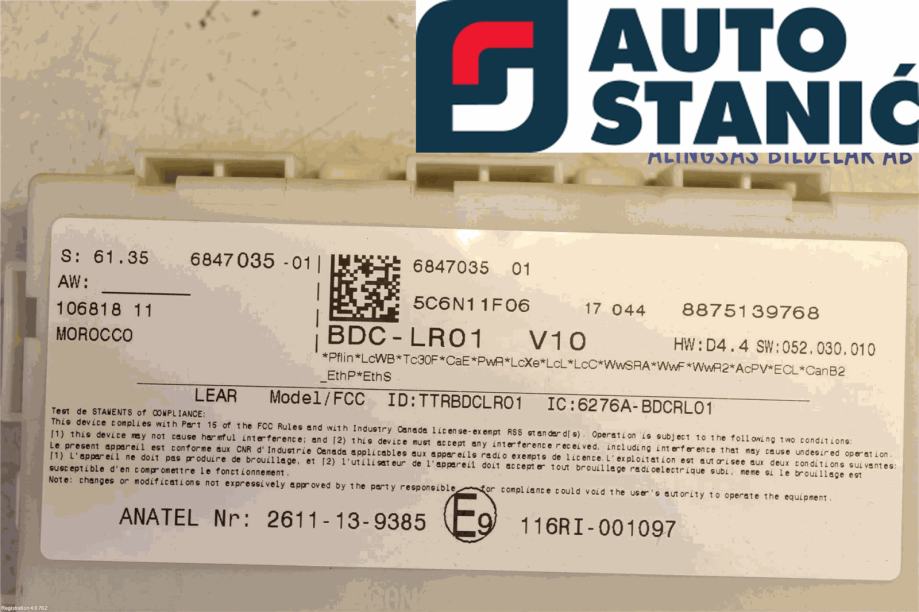 AUTO
STANIĆ
ALINGSÅS BILDELAR AB
S: 61.35 6847035 -01
AW:
106818 11
MOROCCO
6847035 01
5C6N11F06 17 044 8875139768
BDC-LR01 V10 HW:D4.4 SW:052.030.010
*Pflin*LcWB*Tc30F*CaE*PwR*LcXe*LcL*LcC*WwSRA*WwF*WwR2*AcPV*ECL*CanB2
_EthP*EthS
LEAR Model/FCC ID:TTRBDCLR01 IC:6276A-BDCRL01
Test de STAMENTS of COMPLIANCE:
This device complies with Part 15 of the FCC Rules and with Industry Canada license-exempt RSS standard(s). Operation is subject to the following two conditions:
(1) this device may not cause harmful interference; and (2) this device must accept any interference received, including interference that may cause undesired operation.
Le present appareil est conforme aux CNR d'Industrie Canada applicables aux appareils radio exempts de licence. L'exploitation est autorisee aux deux conditions suivantes:
(1) L'appareil ne doit pas produire de brouillage, et (2) l'utilisateur de l'appareil doit accepter tout brouillage radioelectrique subi, meme si le brouillage est
susceptible d'en compromettre le fonctionnement.
Note: changes or modifications not expressively approved by the party responsible for compliance could void the user's authority to operate the equipment.
ANATEL Nr: 2611-13-9385 E9 116RI-001097
Registration 4.0.76.2